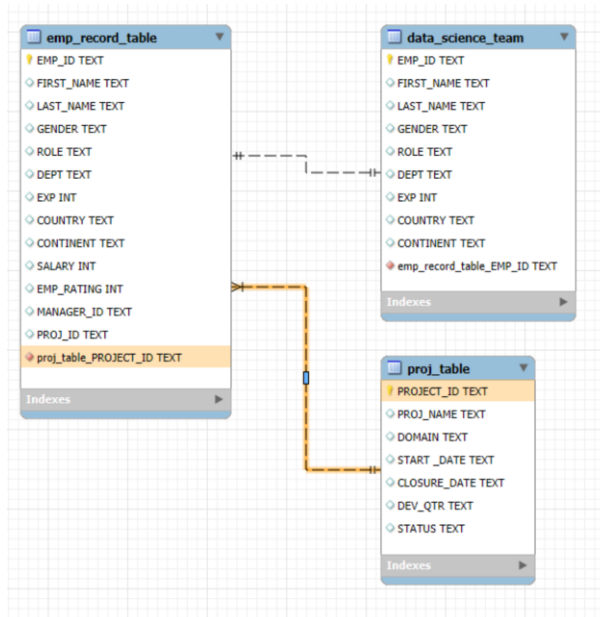 emp_record_table
EMP_ID TEXT
FIRST_NAME TEXT
LAST_NAME TEXT
GENDER TEXT
ROLE TEXT
DEPT TEXT
EXP INT
COUNTRY TEXT
CONTINENT TEXT
SALARY INT
EMP_RATING INT
MANAGER_ID TEXT
PROJ_ID TEXT
proj_table_PROJECT_ID TEXT
Indexes
data_science_team
EMP_ID TEXT
FIRST_NAME TEXT
LAST_NAME TEXT
GENDER TEXT
ROLE TEXT
DEPT TEXT
EXP INT
COUNTRY TEXT
CONTINENT TEXT
emp_record_table_EMP_ID TEXT
Indexes
proj_table
PROJECT_ID TEXT
PROJ_NAME TEXT
DOMAIN TEXT
START _DATE TEXT
CLOSURE_DATE TEXT
DEV_QTR TEXT
STATUS TEXT
Indexes